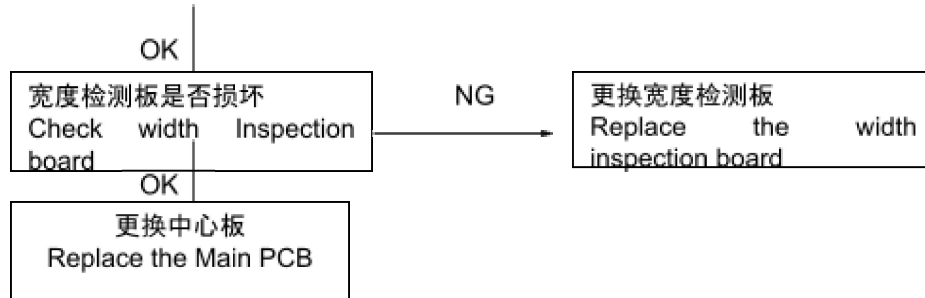 OK
宽度检测板是否损坏
Check width Inspection
board
NG
更换宽度检测板
Replace the width
inspection board
OK
更换中心板
Replace the Main PCB